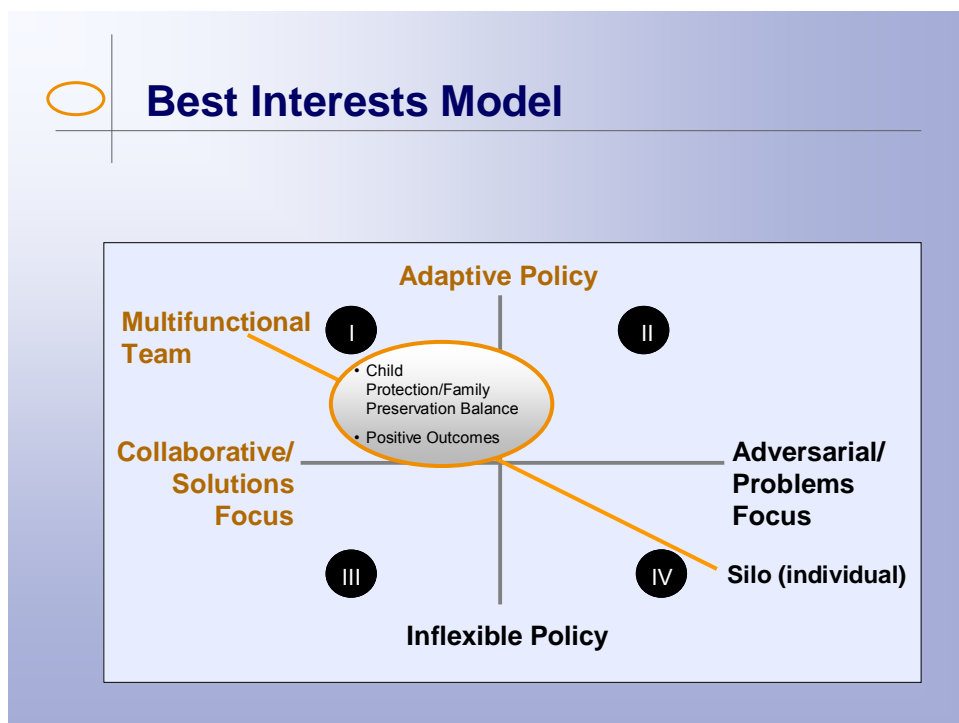 Best Interests Model
Adaptive Policy
Multifunctional
Team
I
II
• Child
Protection/Family
Preservation Balance
• Positive Outcomes
Collaborative/
Solutions
Focus
Adversarial/
Problems
Focus
III
IV
Silo (individual)
Inflexible Policy